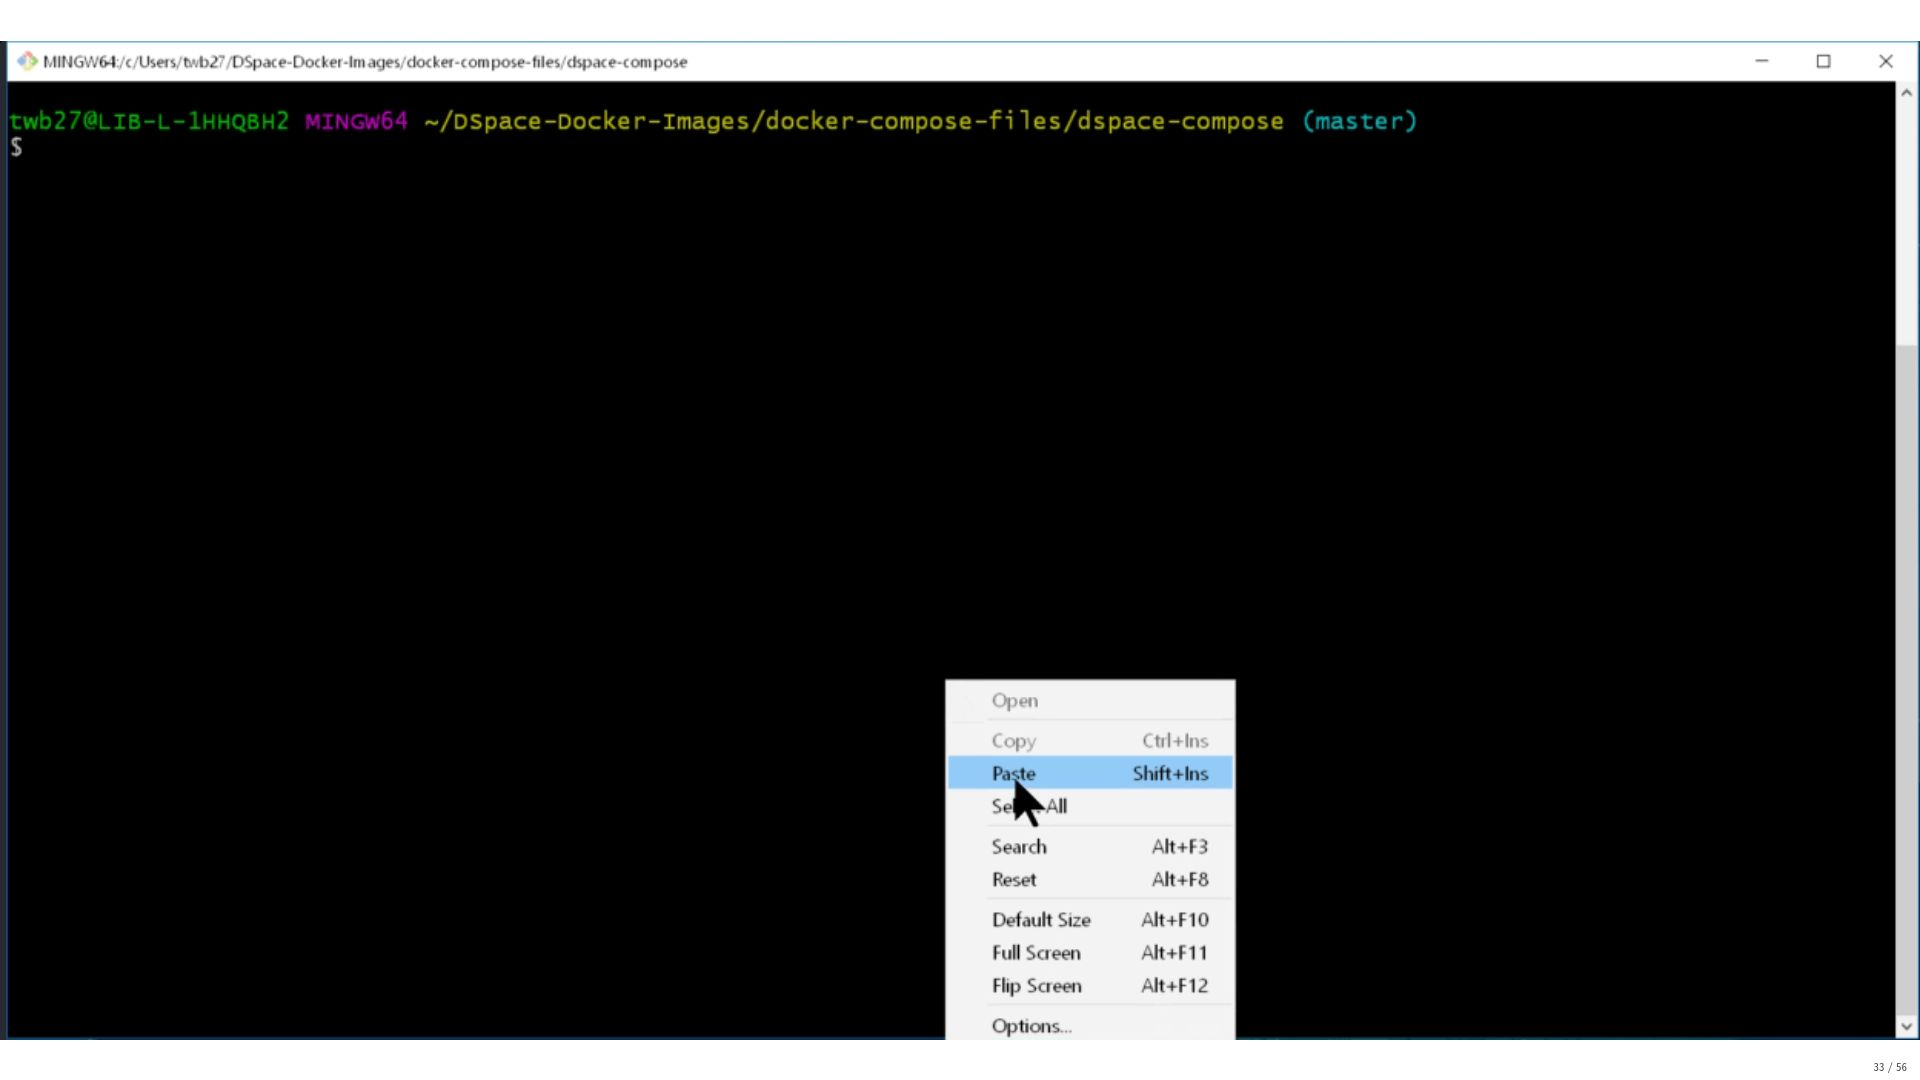 MINGW64:/c/Users/twb27/DSpace-Docker-Images/docker-compose-files/dspace-compose
twb27@LIB-L-1HHQBH2 MINGW64 ~/DSpace-Docker-Images/docker-compose-files/dspace-compose (master)
$
Open
Copy Ctrl+Ins
Paste Shift+Ins
All
Search Alt+F3
Reset Alt+F8
Default Size Alt+F10
Full Screen Alt+F11
Flip Screen Alt+F12
Options...
33 / 56